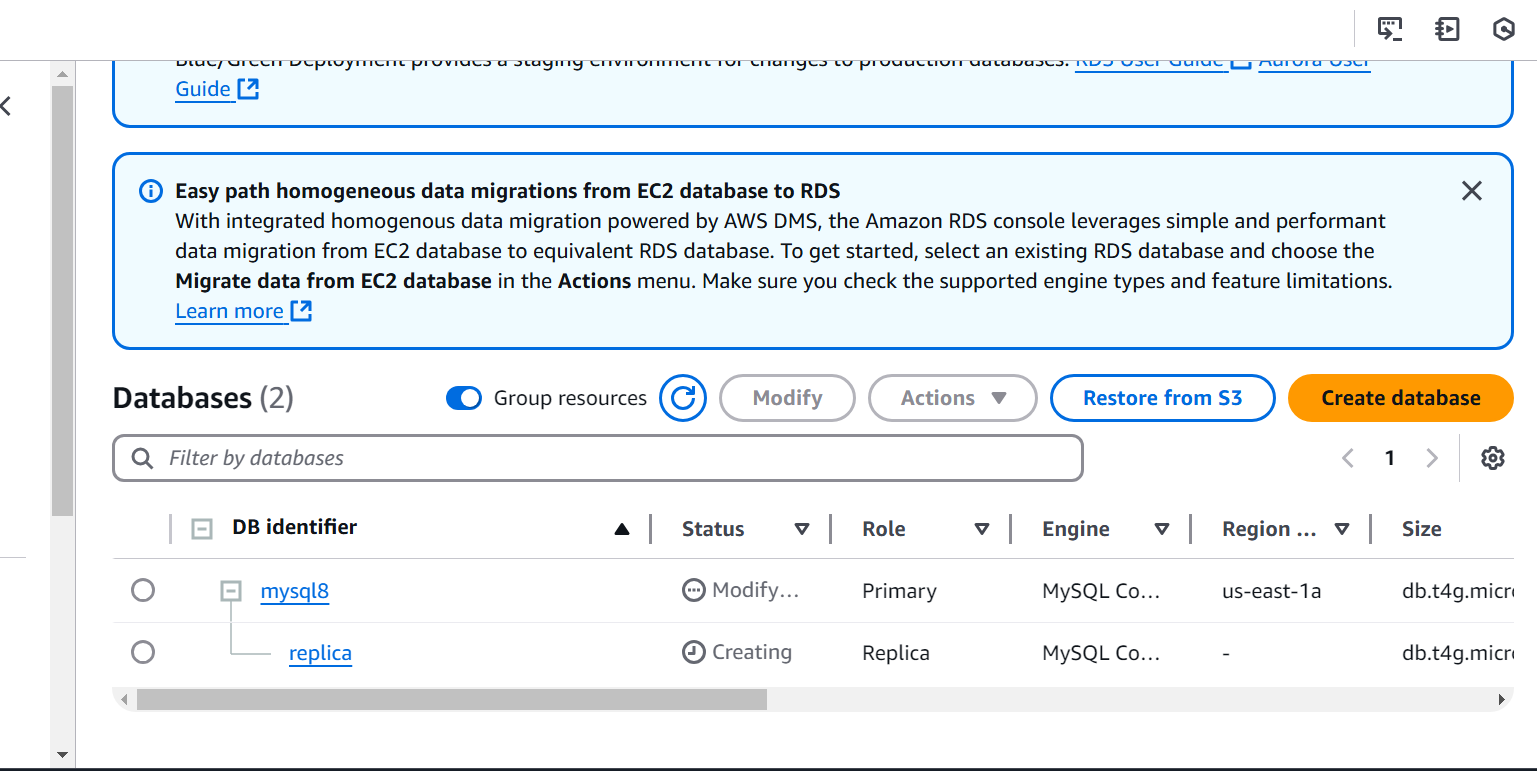 Blue/Green Deployment provides a staging environment for changes to production databases. RDS User Guide Aurora User
Guide
Easy path homogeneous data migrations from EC2 database to RDS
With integrated homogenous data migration powered by AWS DMS, the Amazon RDS console leverages simple and performant
data migration from EC2 database to equivalent RDS database. To get started, select an existing RDS database and choose the
Migrate data from EC2 database in the Actions menu. Make sure you check the supported engine types and feature limitations.
Learn more
Databases (2) Group resources Modify Actions Restore from S3 Create database
Filter by databases 1
DB identifier Status Role Engine Region ... Size
mysql8 Modify... Primary MySQL Co... us-east-1a db.t4g.micro
replica Creating Replica MySQL Co... - db.t4g.micro